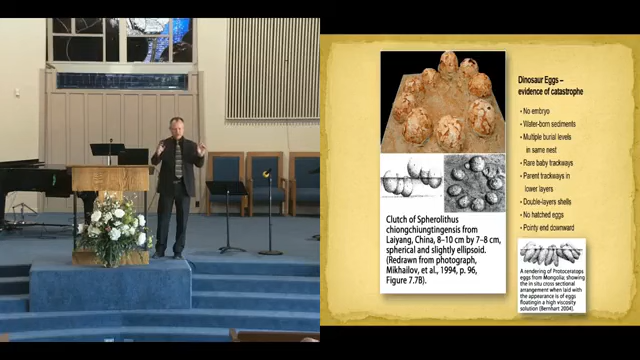 Clutch of Spherolithus
chiongchiungtingensis from
Laiyang, China, 8–10 cm by 7–8 cm,
spherical and slightly ellipsoid.
(Redrawn from photograph,
Mikhailov, et al., 1994, p. 96,
Figure 7.7B).
Dinosaur Eggs –
evidence of catastrophe
• No embryo
• Water-born sediments
• Multiple burial levels
in same nest
• Rare baby trackways
• Parent trackways in
lower layers
• Double-layers shells
• No hatched eggs
• Pointy end downward
A rendering of Protoceratops
eggs from Mongolia; showing
the in situ cross sectional
arrangement when laid with
the appearance is of eggs
floatingin a high viscosity
solution (Bernhart 2004).